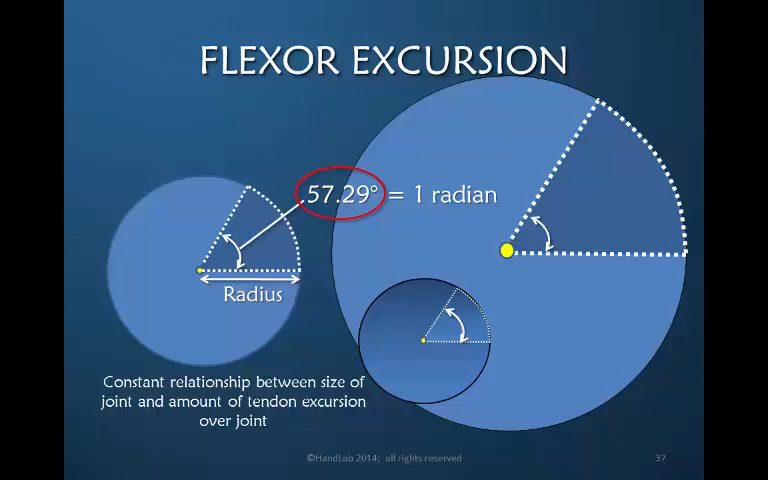 FLEXOR EXCURSION
57.29° = 1 radian
Radius
Constant relationship between size of
joint and amount of tendon excursion
over joint
©HandLab 2014; all rights reserved
37